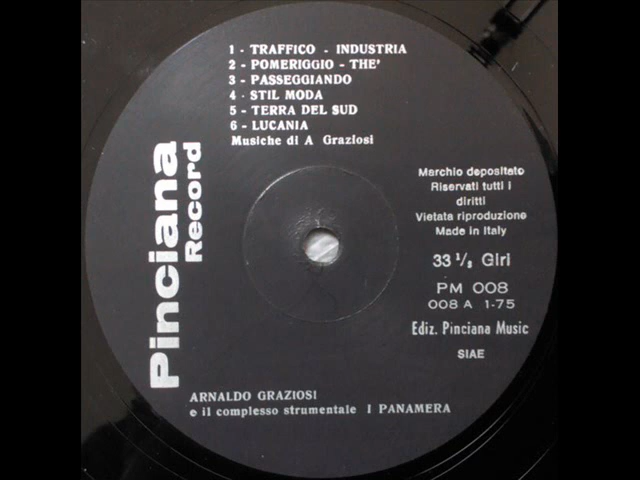 1 - TRAFFICO - INDUSTRIA
2 - POMERIGGIO - THE'
3 - PASSEGGIANDO
4 - STIL MODA
5 - TERRA DEL SUD
6 - LUCANIA
Musiche di A Graziosi
Pinciana
Record
Marchio depositato
Riservati tutti i
diritti
Vietata riproduzione
Made in Italy
33 1/3 Giri
PM 008
008 A 1-75
Ediz. Pinciana Music
SIAE
ARNALDO GRAZIOSI
e il complesso strumentale I PANAMERA